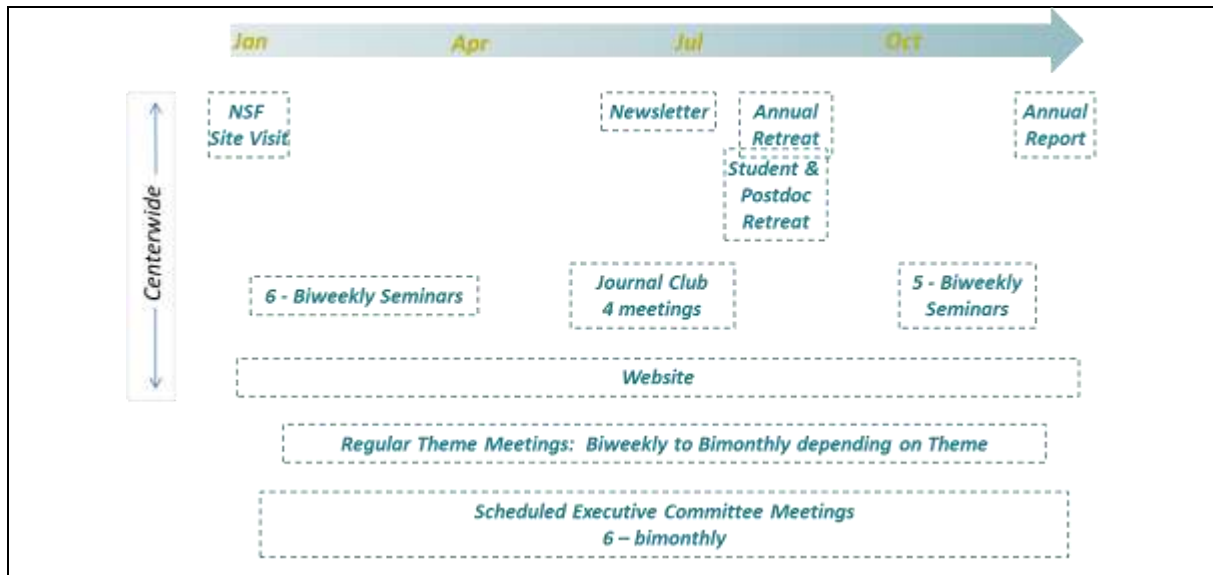 Jan Apr Jul Oct
NSF
Site Visit
Newsletter
Annual
Retreat
Annual
Report
Student &
Postdoc
Retreat
Centerwide
6 - Biweekly Seminars
Journal Club
4 meetings
5 - Biweekly
Seminars
Website
Regular Theme Meetings: Biweekly to Bimonthly depending on Theme
Scheduled Executive Committee Meetings
6 – bimonthly